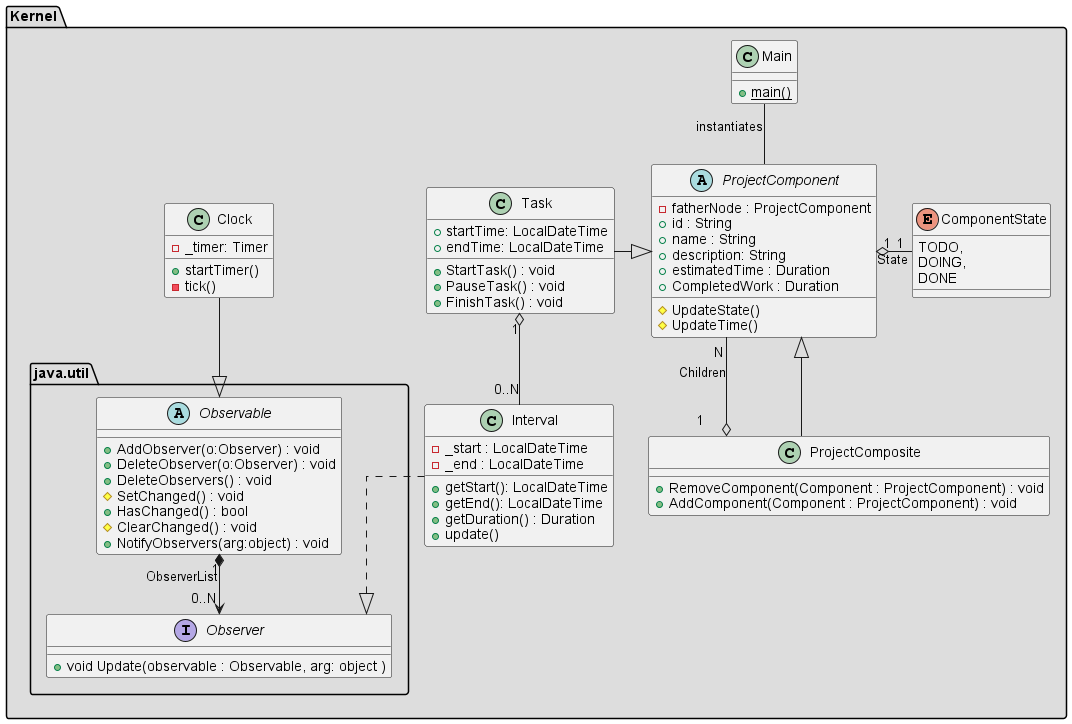 Kernel
C Main
main()
instantiates
A ProjectComponent
fatherNode : ProjectComponent
id : String
name : String
description: String
estimatedTime : Duration
CompletedWork : Duration
UpdateState()
UpdateTime()
1 1
State
E ComponentState
TODO,
DOING,
DONE
C Task
startTime: LocalDateTime
endTime: LocalDateTime
StartTask() : void
PauseTask() : void
FinishTask() : void
1
0..N
C Clock
_timer: Timer
startTimer()
tick()
N
Children
1
C ProjectComposite
RemoveComponent(Component : ProjectComponent) : void
AddComponent(Component : ProjectComponent) : void
C Interval
_start : LocalDateTime
_end : LocalDateTime
getStart(): LocalDateTime
getEnd(): LocalDateTime
getDuration() : Duration
update()
java.util
A Observable
AddObserver(o:Observer) : void
DeleteObserver(o:Observer) : void
DeleteObservers() : void
SetChanged() : void
HasChanged() : bool
ClearChanged() : void
NotifyObservers(arg:object) : void
1
ObserverList
0..N
I Observer
void Update(observable : Observable, arg: object )